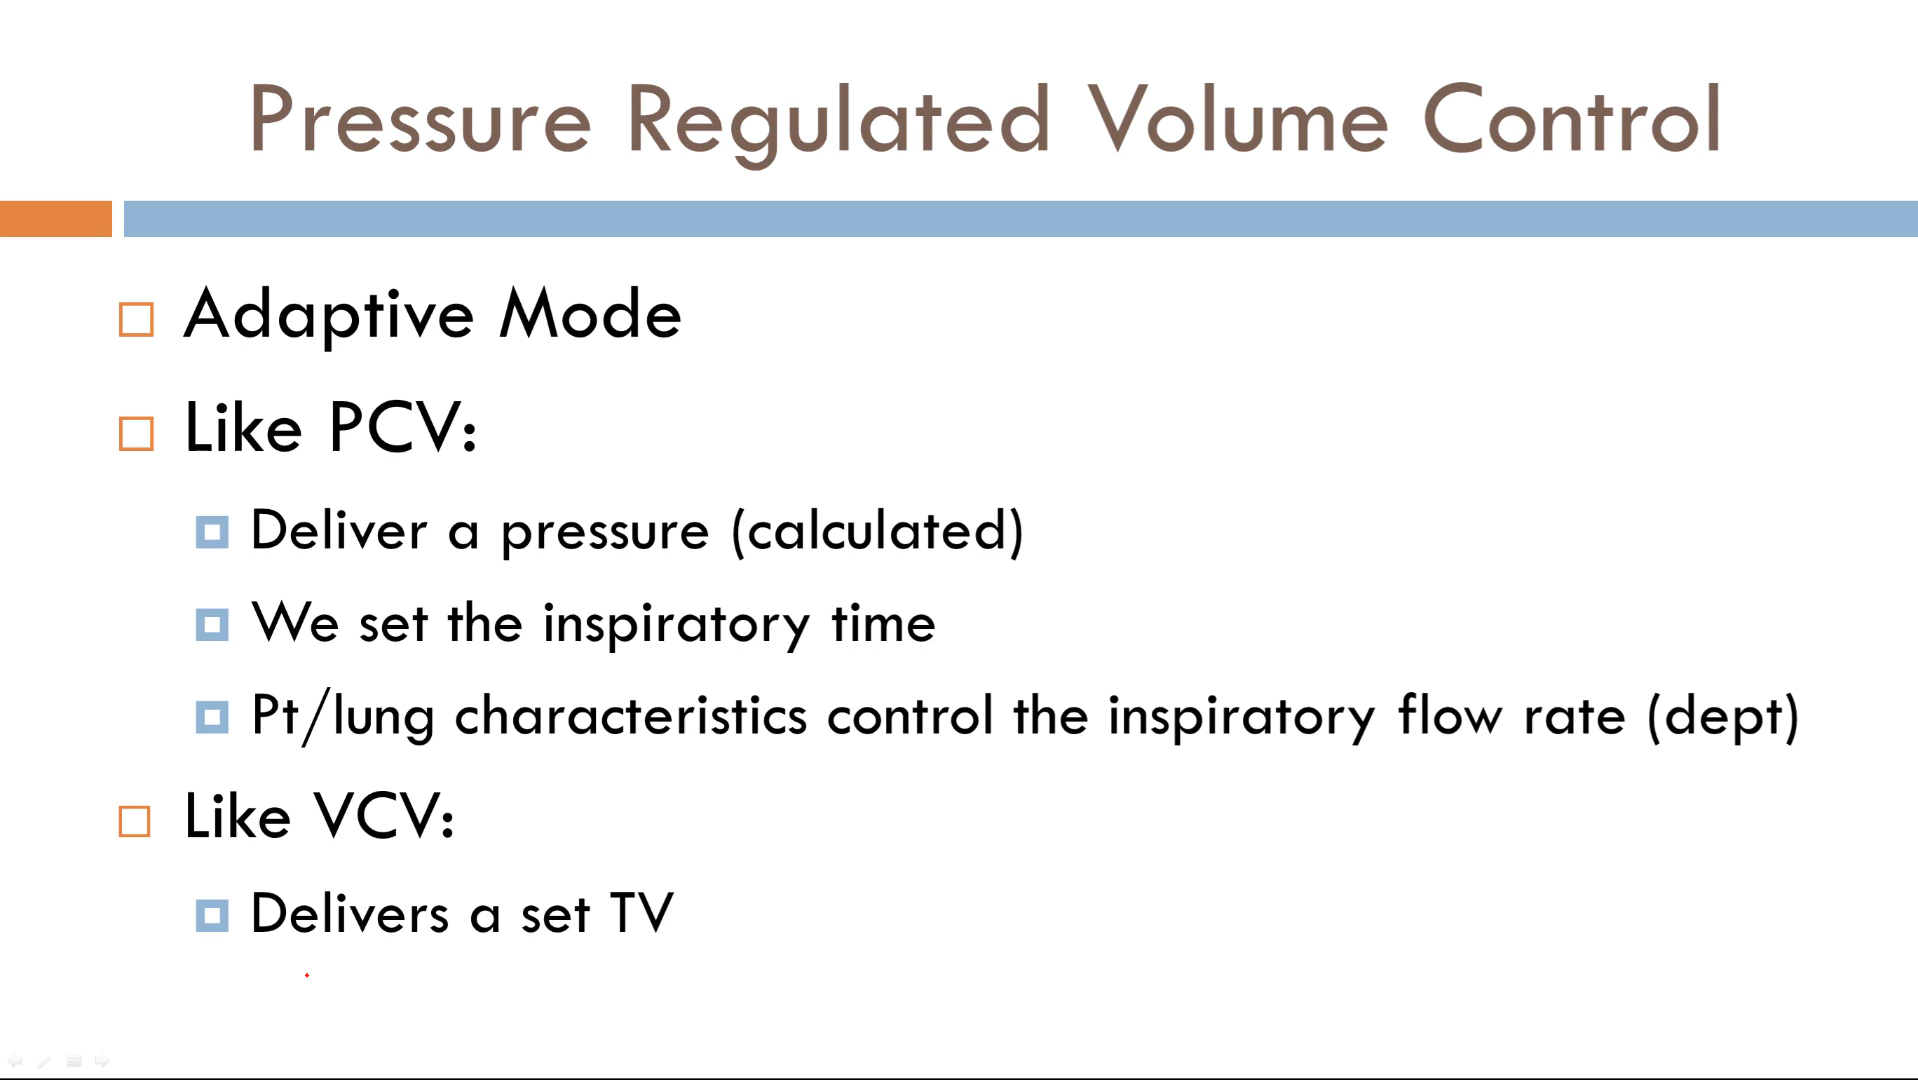 Pressure Regulated Volume Control
Adaptive Mode
Like PCV:
Deliver a pressure (calculated)
We set the inspiratory time
Pt/lung characteristics control the inspiratory flow rate (dept)
Like VCV:
Delivers a set TV